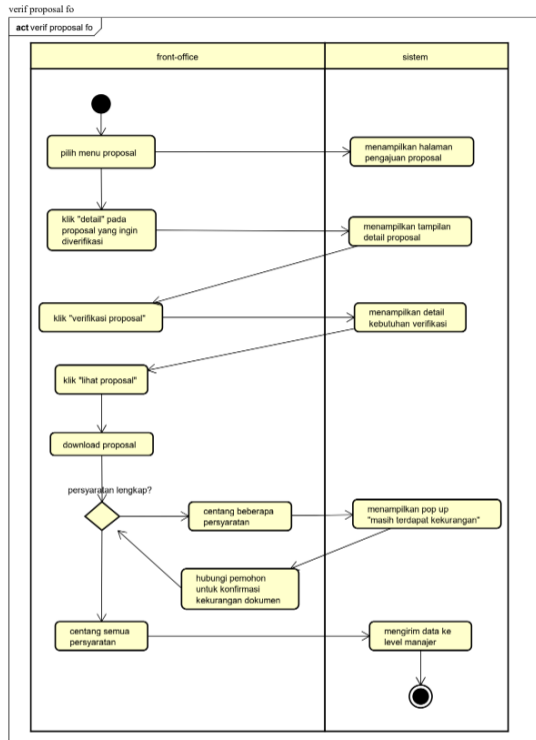 verif proposal fo
act verif proposal fo
front-office
sistem
pilih menu proposal
menampilkan halaman
pengajuan proposal
klik "detail" pada
proposal yang ingin
diverifikasi
menampilkan tampilan
detail proposal
klik "verifikasi proposal"
menampilkan detail
kebutuhan verifikasi
klik "lihat proposal"
download proposal
persyaratan lengkap?
centang beberapa
persyaratan
menampilkan pop up
"masih terdapat kekurangan"
hubungi pemohon
untuk konfirmasi
kekurangan dokumen
centang semua
persyaratan
mengirim data ke
level manajer